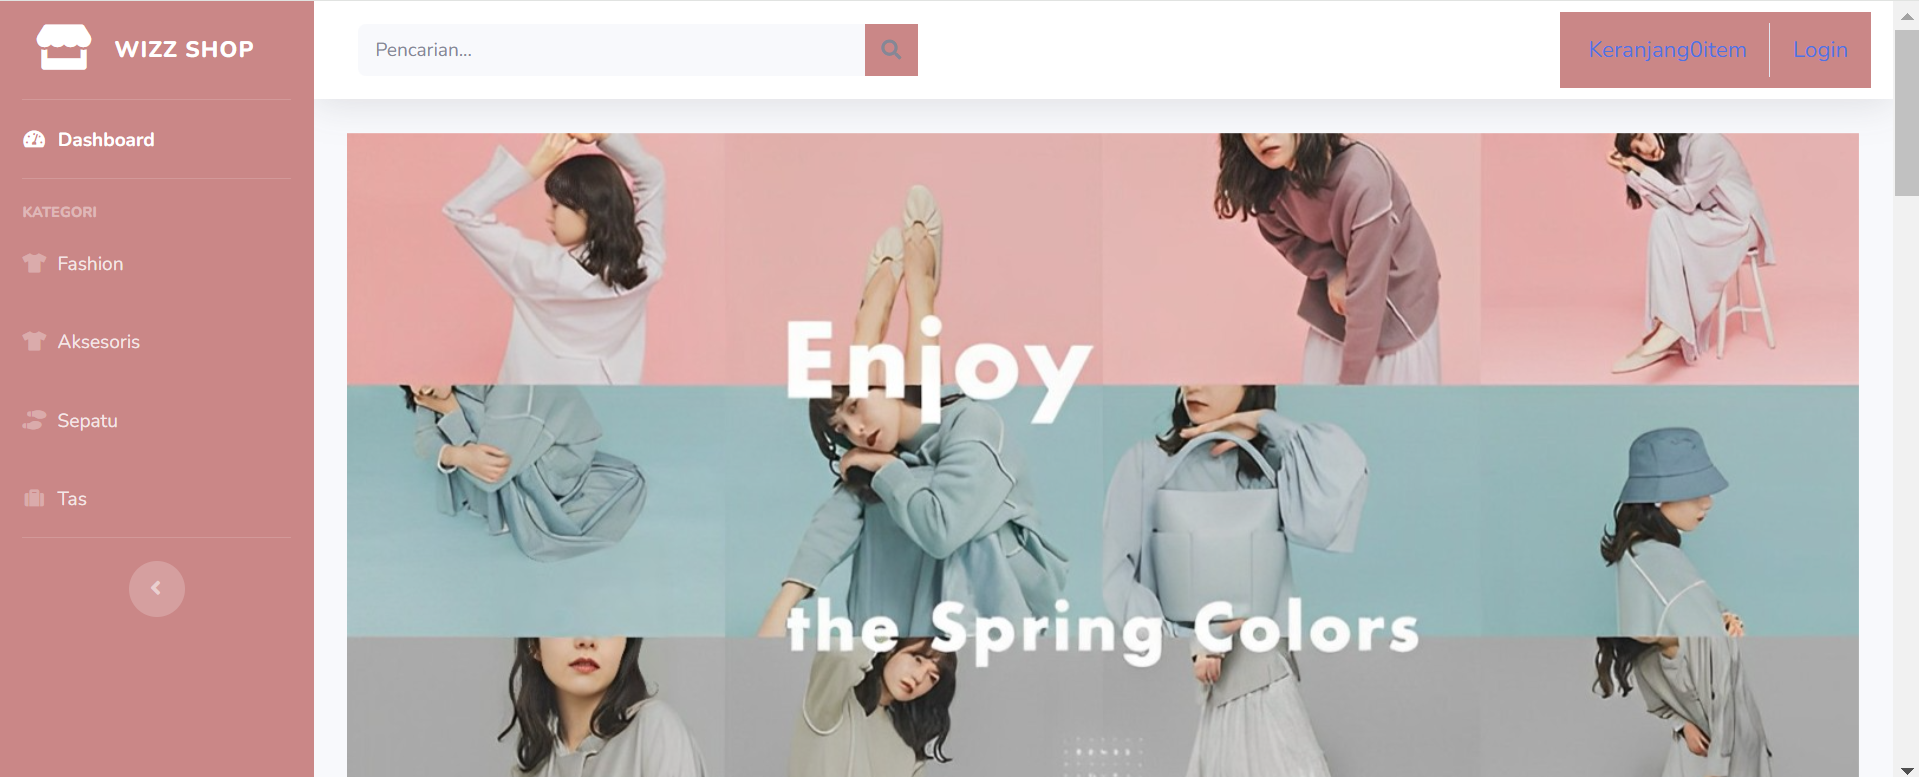 WIZZ SHOP
Pencarian...
Keranjang0item
Login
Dashboard
KATEGORI
Fashion
Aksesoris
Sepatu
Tas
Enjoy
the Spring Colors